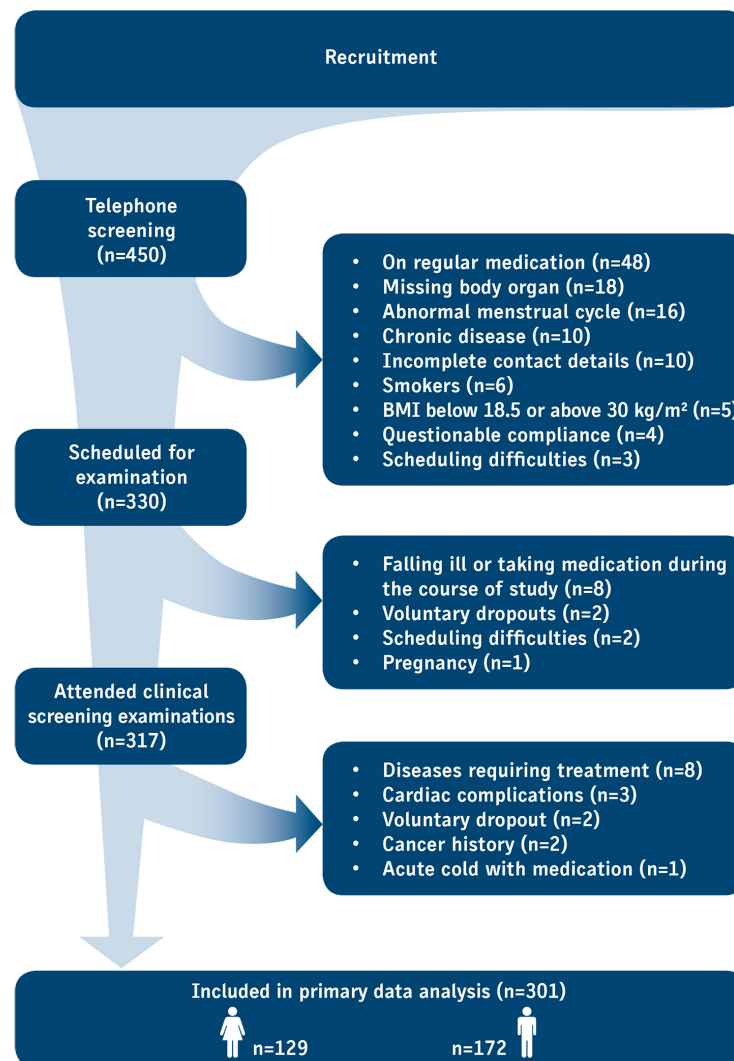 Recruitment
Telephone
screening
(n=450)
• On regular medication (n=48)
• Missing body organ (n=18)
• Abnormal menstrual cycle (n=16)
• Chronic disease (n=10)
• Incomplete contact details (n=10)
• Smokers (n=6)
• BMI below 18.5 or above 30 kg/m² (n=5)
• Questionable compliance (n=4)
• Scheduling difficulties (n=3)
Scheduled for
examination
(n=330)
• Falling ill or taking medication during
the course of study (n=8)
• Voluntary dropouts (n=2)
• Scheduling difficulties (n=2)
• Pregnancy (n=1)
Attended clinical
screening examinations
(n=317)
• Diseases requiring treatment (n=8)
• Cardiac complications (n=3)
• Voluntary dropout (n=2)
• Cancer history (n=2)
• Acute cold with medication (n=1)
Included in primary data analysis (n=301)
n=129 n=172